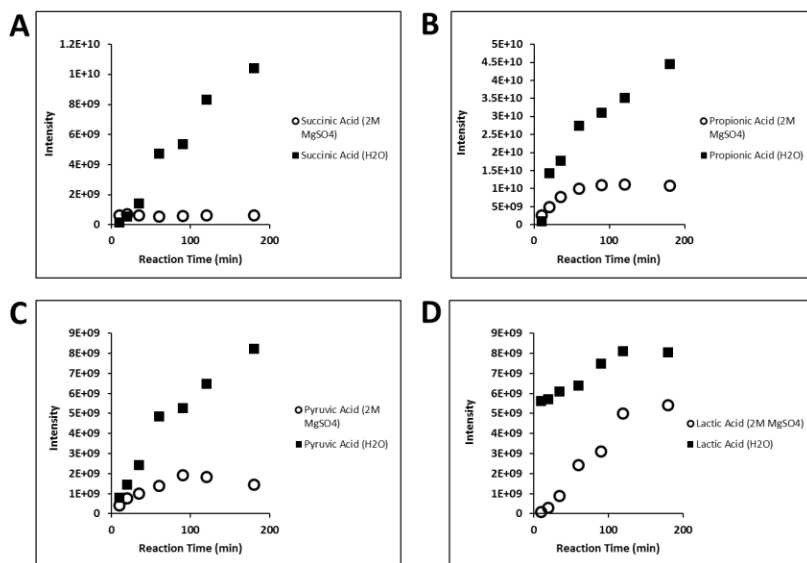 A
1.2E+10
1E+10
8E+09
6E+09
4E+09
2E+09
0
0 100 200
Intensity
Reaction Time (min)
Succinic Acid (2M
MgSO4)
Succinic Acid (H2O)
B
5E+10
4.5E+10
4E+10
3.5E+10
3E+10
2.5E+10
2E+10
1.5E+10
1E+10
5E+09
0
0 100 200
Intensity
Reaction Time (min)
Propionic Acid (2M
MgSO4)
Propionic Acid (H2O)
C
9E+09
8E+09
7E+09
6E+09
5E+09
4E+09
3E+09
2E+09
1E+09
0
0 100 200
Intensity
Reaction Time (min)
Pyruvic Acid (2M
MgSO4)
Pyruvic Acid (H2O)
D
9E+09
8E+09
7E+09
6E+09
5E+09
4E+09
3E+09
2E+09
1E+09
0
0 100 200
Intensity
Reaction Time (min)
Lactic Acid (2M MgSO4)
Lactic Acid (H2O)